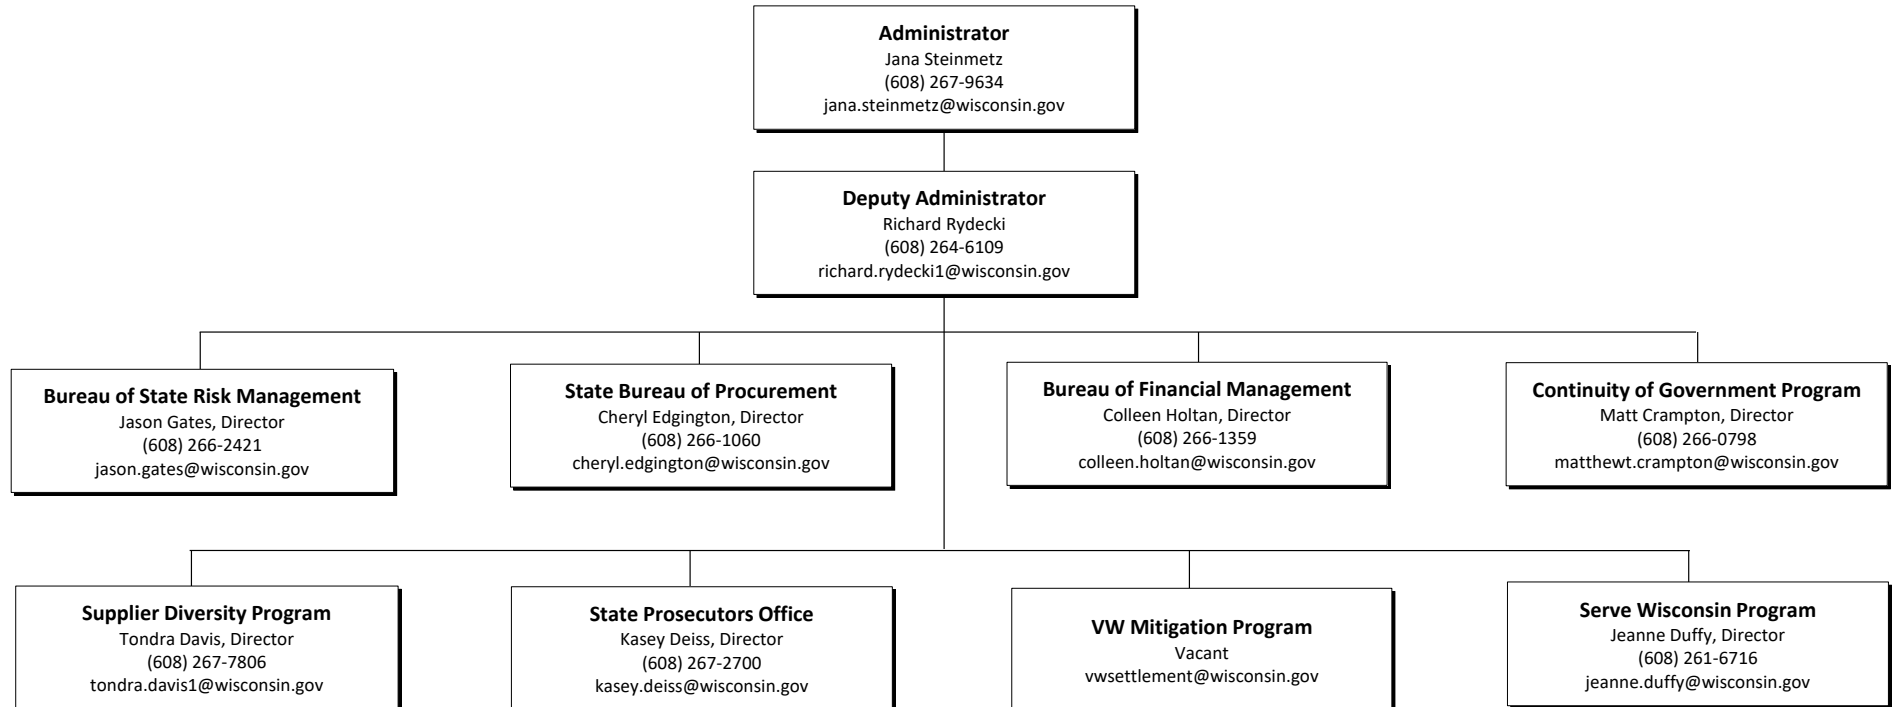 Administrator
Jana Steinmetz
(608) 267-9634
jana.steinmetz@wisconsin.gov
Deputy Administrator
Richard Rydecki
(608) 264-6109
richard.rydecki1@wisconsin.gov
Bureau of State Risk Management
Jason Gates, Director
(608) 266-2421
jason.gates@wisconsin.gov
State Bureau of Procurement
Cheryl Edgington, Director
(608) 266-1060
cheryl.edgington@wisconsin.gov
Bureau of Financial Management
Colleen Holtan, Director
(608) 266-1359
colleen.holtan@wisconsin.gov
Continuity of Government Program
Matt Crampton, Director
(608) 266-0798
matthewt.crampton@wisconsin.gov
Supplier Diversity Program
Tondra Davis, Director
(608) 267-7806
tondra.davis1@wisconsin.gov
State Prosecutors Office
Kasey Deiss, Director
(608) 267-2700
kasey.deiss@wisconsin.gov
VW Mitigation Program
Vacant
vwsettlement@wisconsin.gov
Serve Wisconsin Program
Jeanne Duffy, Director
(608) 261-6716
jeanne.duffy@wisconsin.gov